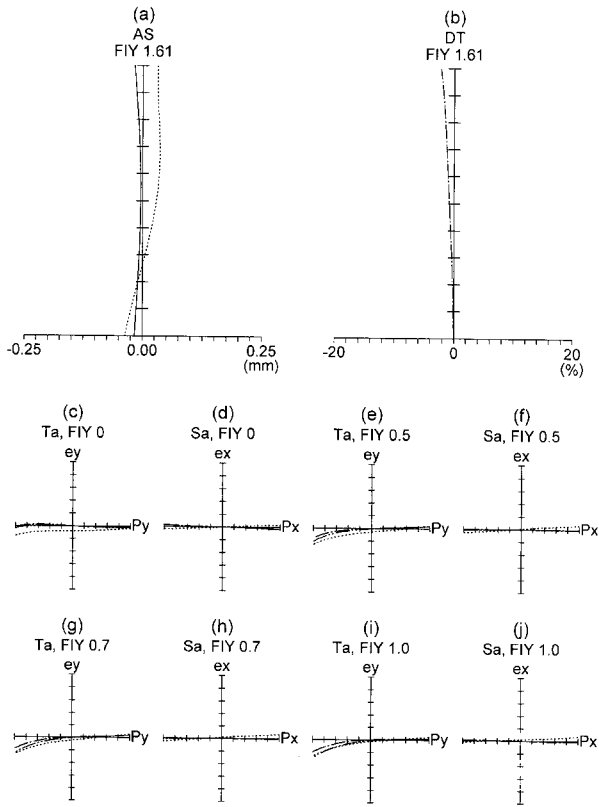 (a)
AS
FIY 1.61
-0.25 0.00 0.25
(mm)
(b)
DT
FIY 1.61
-20 0 20
(%)
(c)
Ta, FIY 0
ey
Py
(d)
Sa, FIY 0
ex
Px
(e)
Ta, FIY 0.5
ey
Py
(f)
Sa, FIY 0.5
ex
Px
(g)
Ta, FIY 0.7
ey
Py
(h)
Sa, FIY 0.7
ex
Px
(i)
Ta, FIY 1.0
ey
Py
(j)
Sa, FIY 1.0
ex
Px